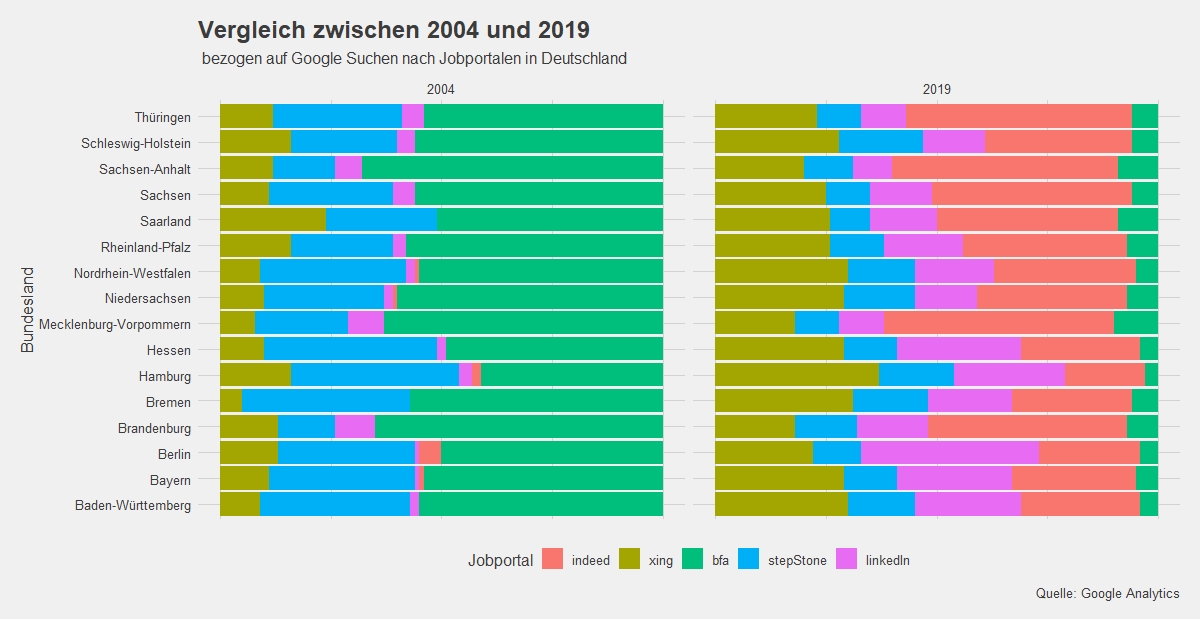 Vergleich zwischen 2004 und 2019
bezogen auf Google Suchen nach Jobportalen in Deutschland
2004 2019
Bundesland
Thüringen
Schleswig-Holstein
Sachsen-Anhalt
Sachsen
Saarland
Rheinland-Pfalz
Nordrhein-Westfalen
Niedersachsen
Mecklenburg-Vorpommern
Hessen
Hamburg
Bremen
Brandenburg
Berlin
Bayern
Baden-Württemberg
Jobportal indeed xing bfa stepStone linkedIn
Quelle: Google Analytics